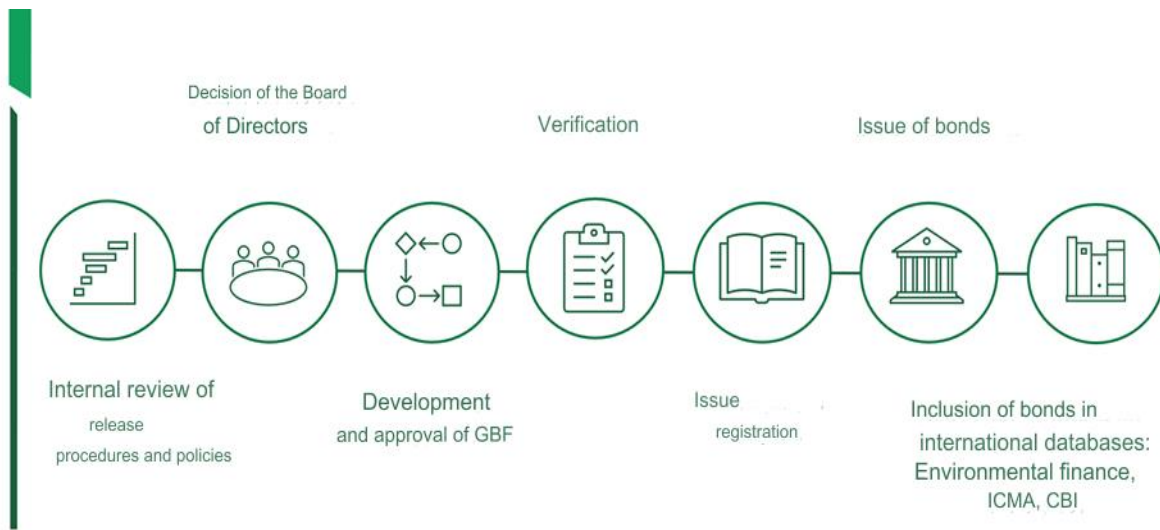 Decision of the Board
of Directors
Verification
Issue of bonds
Internal review of
release
procedures and policies
Development
and approval of GBF
Issue
registration
Inclusion of bonds in
international databases:
Environmental finance,
ICMA, CBI